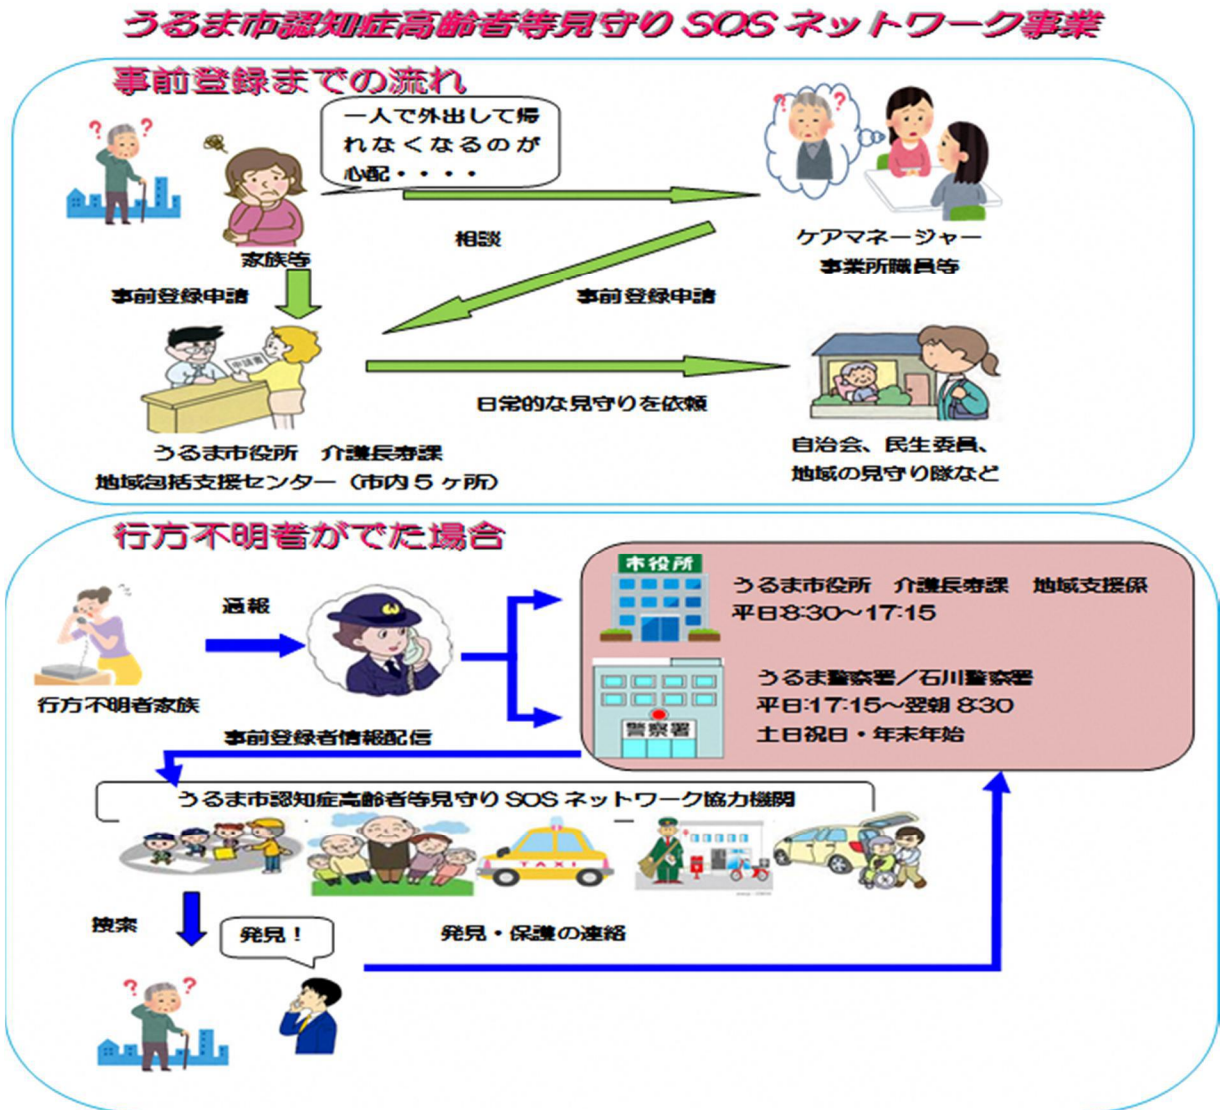 うるま市認知症高齢者等見守りSOSネットワーク事業
事前登録までの流れ
一人で外出して帰
れなくなるのが
心配・・・・
相談
家族等
ケアマネージャー
事業所職員等
事前登録申請
事前登録申請
申請書
日常的な見守りを依頼
うるま市役所　介護長寿課
地域包括支援センター（市内5ヶ所）
自治会、民生委員、
地域の見守り隊など
行方不明者がでた場合
通報
行方不明者家族
市役所
うるま市役所　介護長寿課　地域支援係
平日8:30～17:15
警察署
うるま警察署／石川警察署
平日:17:15～翌朝8:30
土日祝日・年末年始
事前登録者情報配信
うるま市認知症高齢者等見守りSOSネットワーク協力機関
TAXI
捜索
発見！
発見・保護の連絡